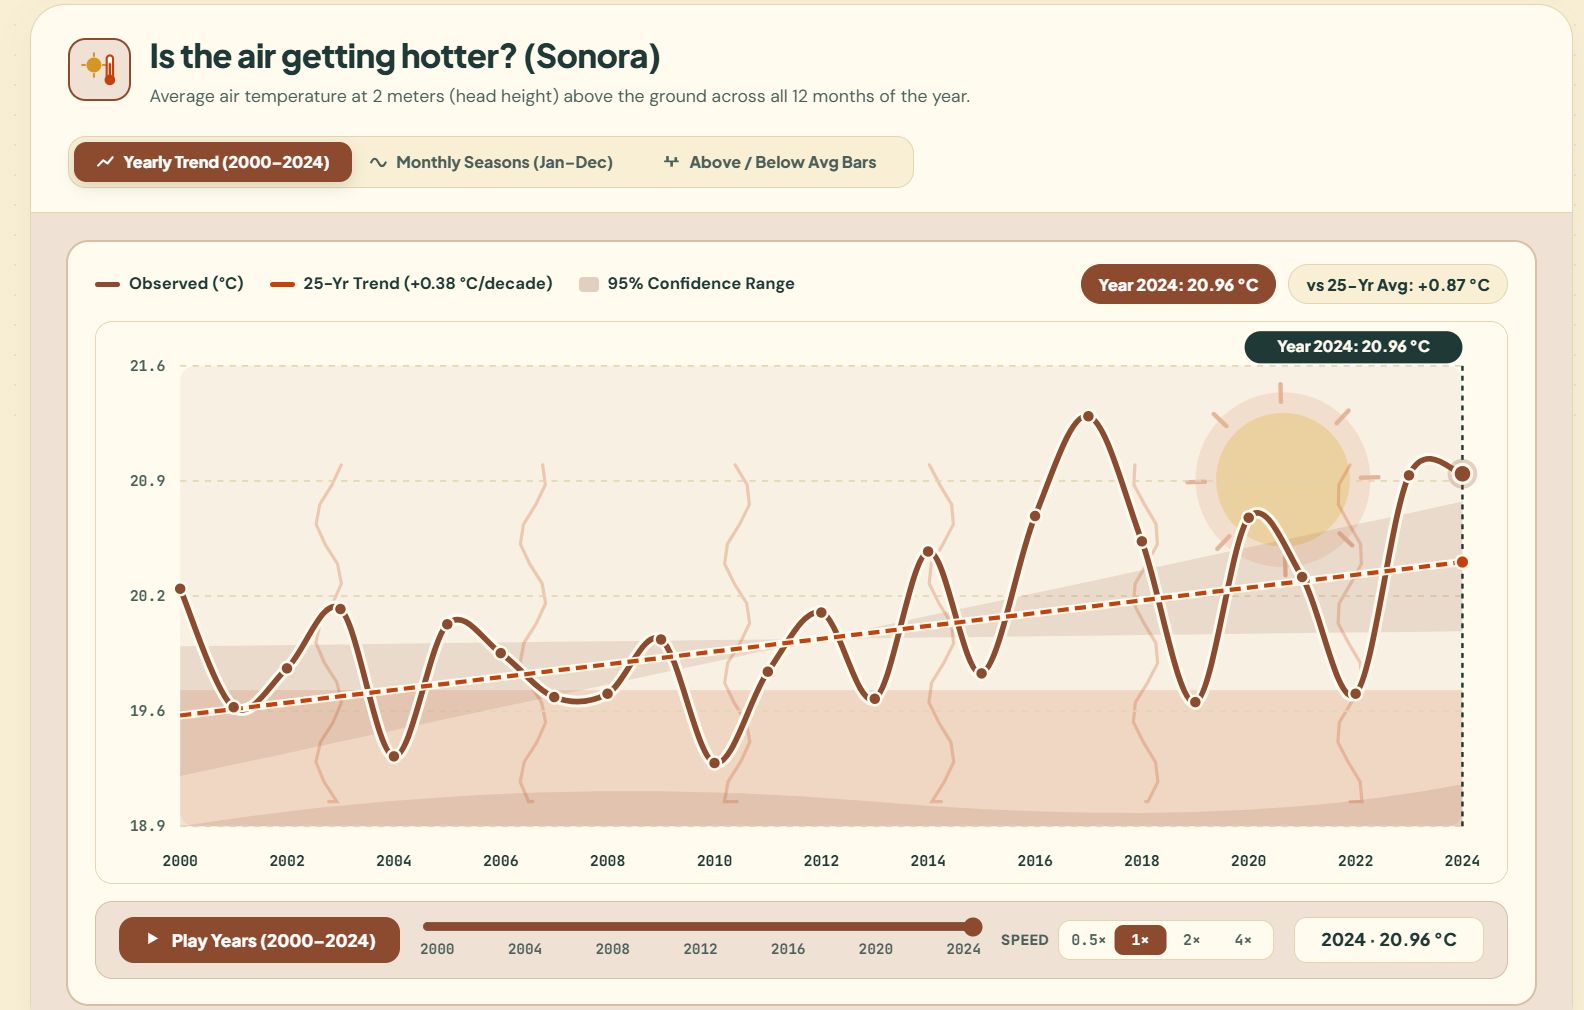 Is the air getting hotter? (Sonora)
Average air temperature at 2 meters (head height) above the ground across all 12 months of the year.
Yearly Trend (2000–2024) Monthly Seasons (Jan–Dec) Above / Below Avg Bars
Observed (°C) 25-Yr Trend (+0.38 °C/decade) 95% Confidence Range Year 2024: 20.96 °C vs 25-Yr Avg: +0.87 °C
Year 2024: 20.96 °C
21.6
20.9
20.2
19.6
18.9
2000 2002 2004 2006 2008 2010 2012 2014 2016 2018 2020 2022 2024
Play Years (2000–2024) SPEED 0.5× 1× 2× 4× 2024 · 20.96 °C
2000 2004 2008 2012 2016 2020 2024